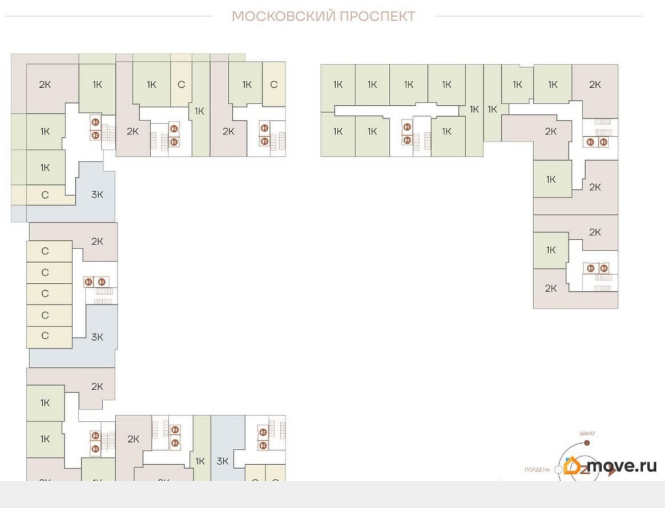 МОСКОВСКИЙ ПРОСПЕКТ
2К 1К 1К С 1К С 1К 1К 1К 1К 1К 1К 2К
1К 1К 1К 1К
1К 2К 2К 1К 1К 1К 2К
1К
С 3К 1К 2К
2К 2К
С 1К
С
С 2К
С
С 3К
2К
1К
1К 2К
1К 3К
ЗАКАТ
ПОЛДЕНЬ
move.ru